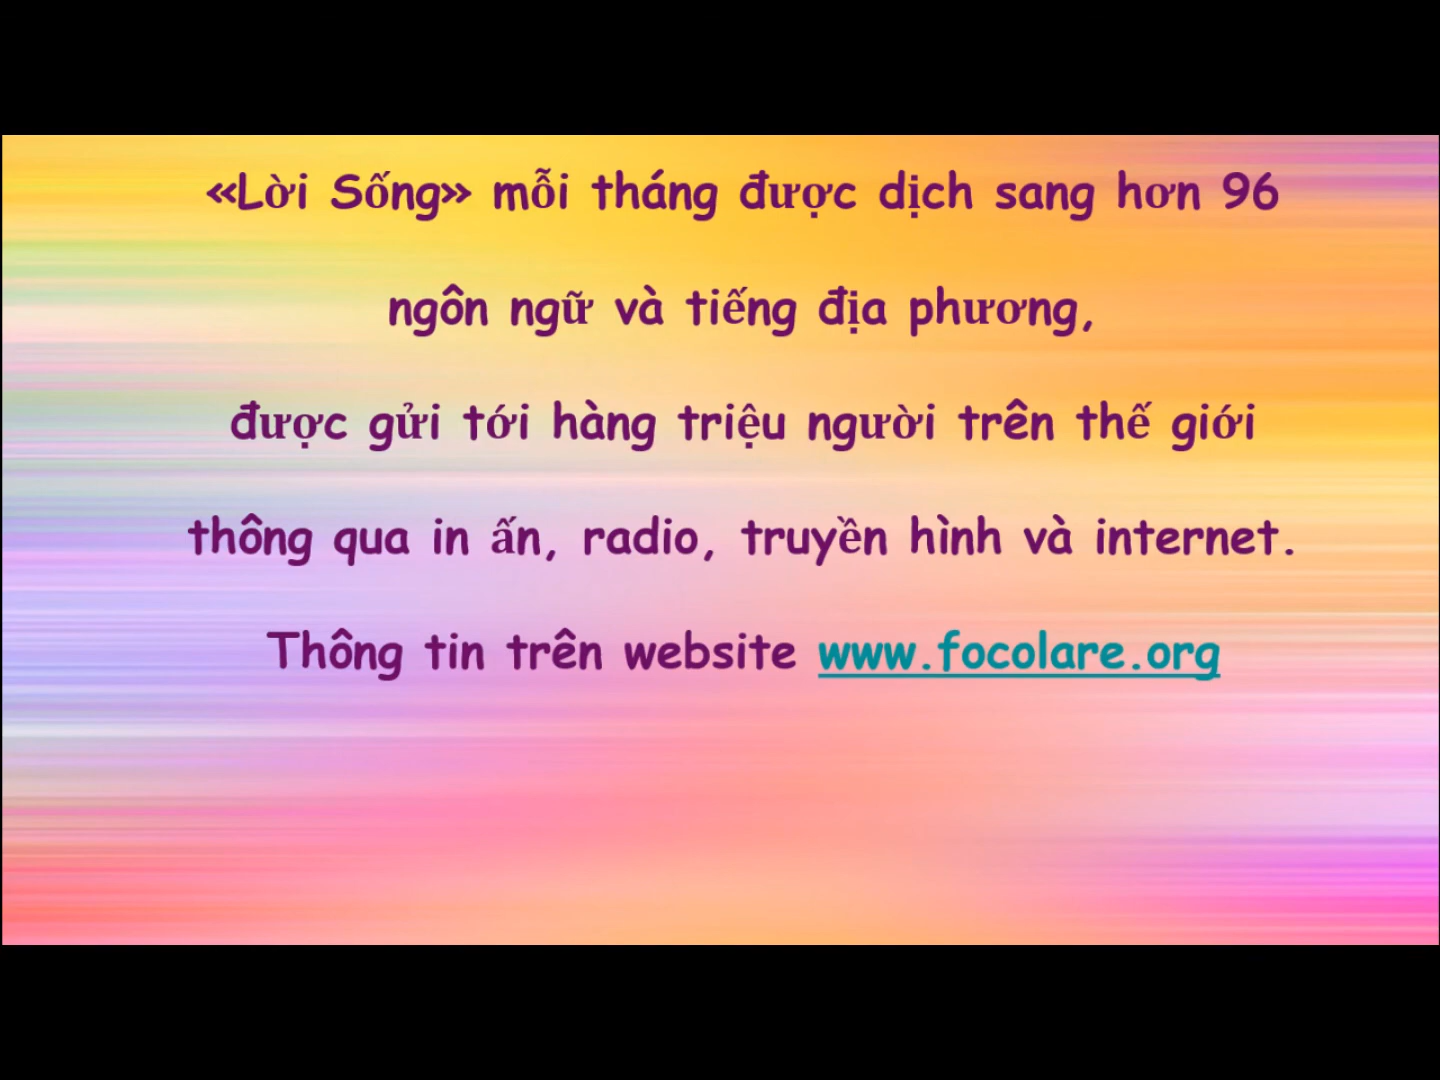 «Lời Sống» mỗi tháng được dịch sang hơn 96
ngôn ngữ và tiếng địa phương,
được gửi tới hàng triệu người trên thế giới
thông qua in ấn, radio, truyền hình và internet.
Thông tin trên website www.focolare.org